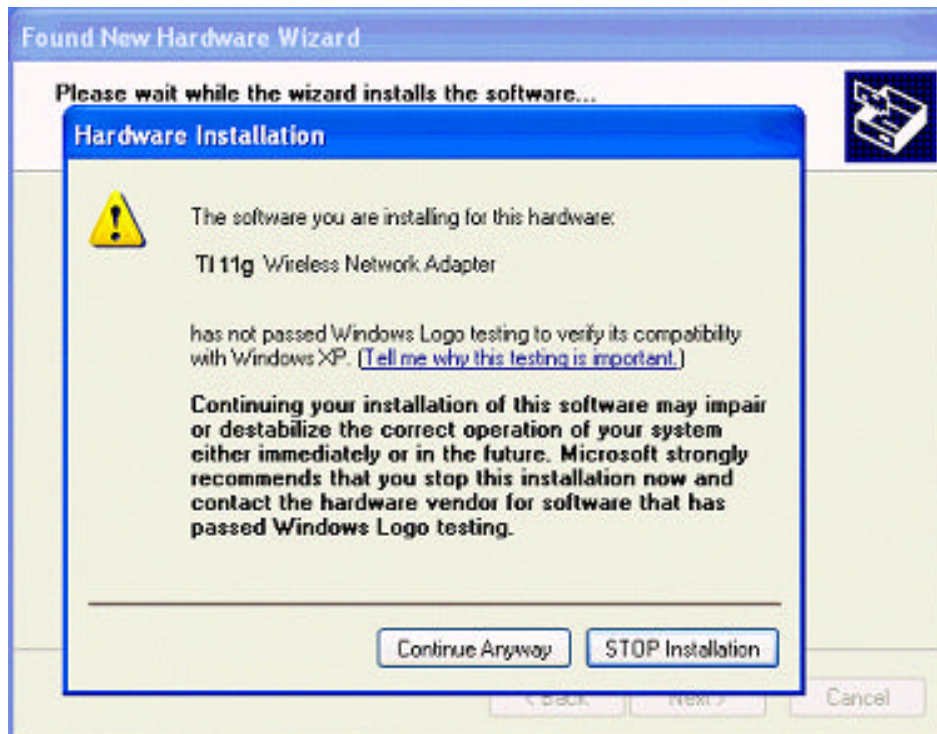 Found New Hardware Wizard
Please wait while the wizard installs the software...
Hardware Installation
The software you are installing for this hardware:
TI 11g Wireless Network Adapter
has not passed Windows Logo testing to verify its compatibility
with Windows XP. (Tell me why this testing is important.)
Continuing your installation of this software may impair
or destabilize the correct operation of your system
either immediately or in the future. Microsoft strongly
recommends that you stop this installation now and
contact the hardware vendor for software that has
passed Windows Logo testing.
Continue Anyway STOP Installation
< Back Next > Cancel